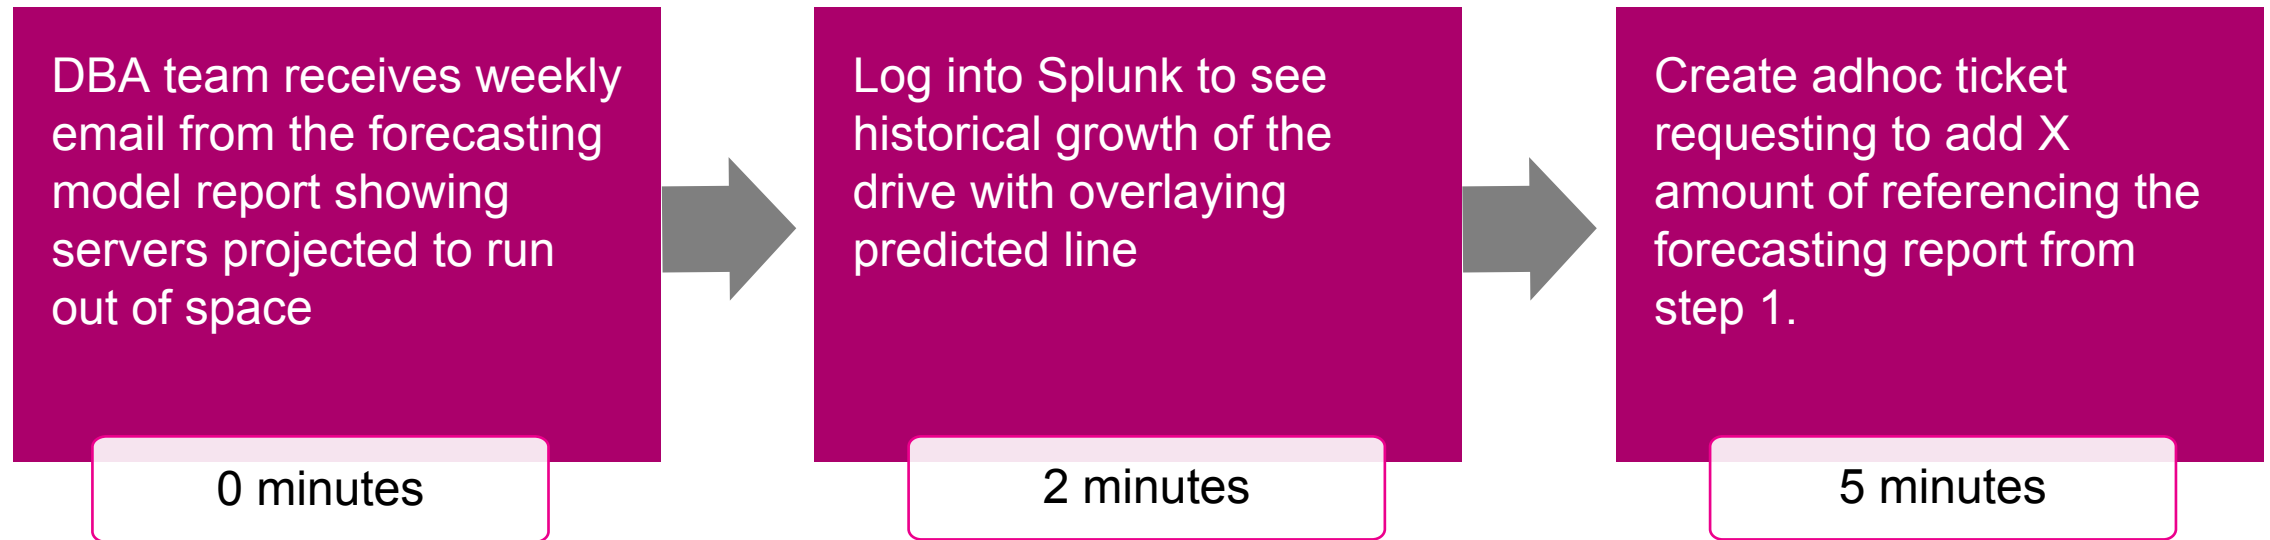 DBA team receives weekly
email from the forecasting
model report showing
servers projected to run
out of space
0 minutes
Log into Splunk to see
historical growth of the
drive with overlaying
predicted line
2 minutes
Create adhoc ticket
requesting to add X
amount of referencing the
forecasting report from
step 1.
5 minutes